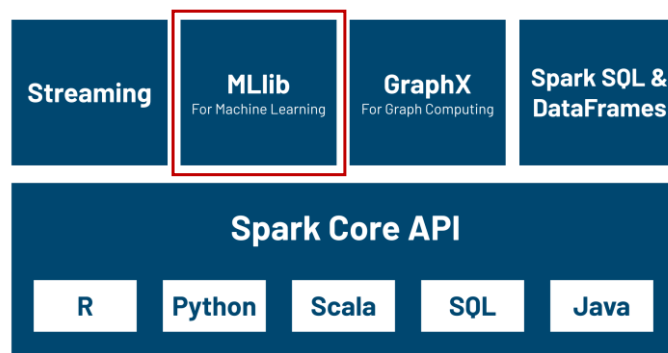 Streaming
MLlib
For Machine Learning
GraphX
For Graph Computing
Spark SQL &
DataFrames
Spark Core API
R
Python
Scala
SQL
Java